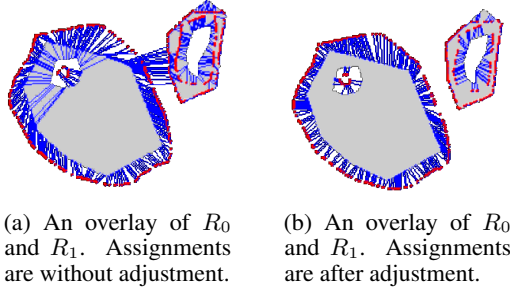 (a) An overlay of R₀
and R₁. Assignments
are without adjustment.
(b) An overlay of R₀
and R₁. Assignments
are after adjustment.